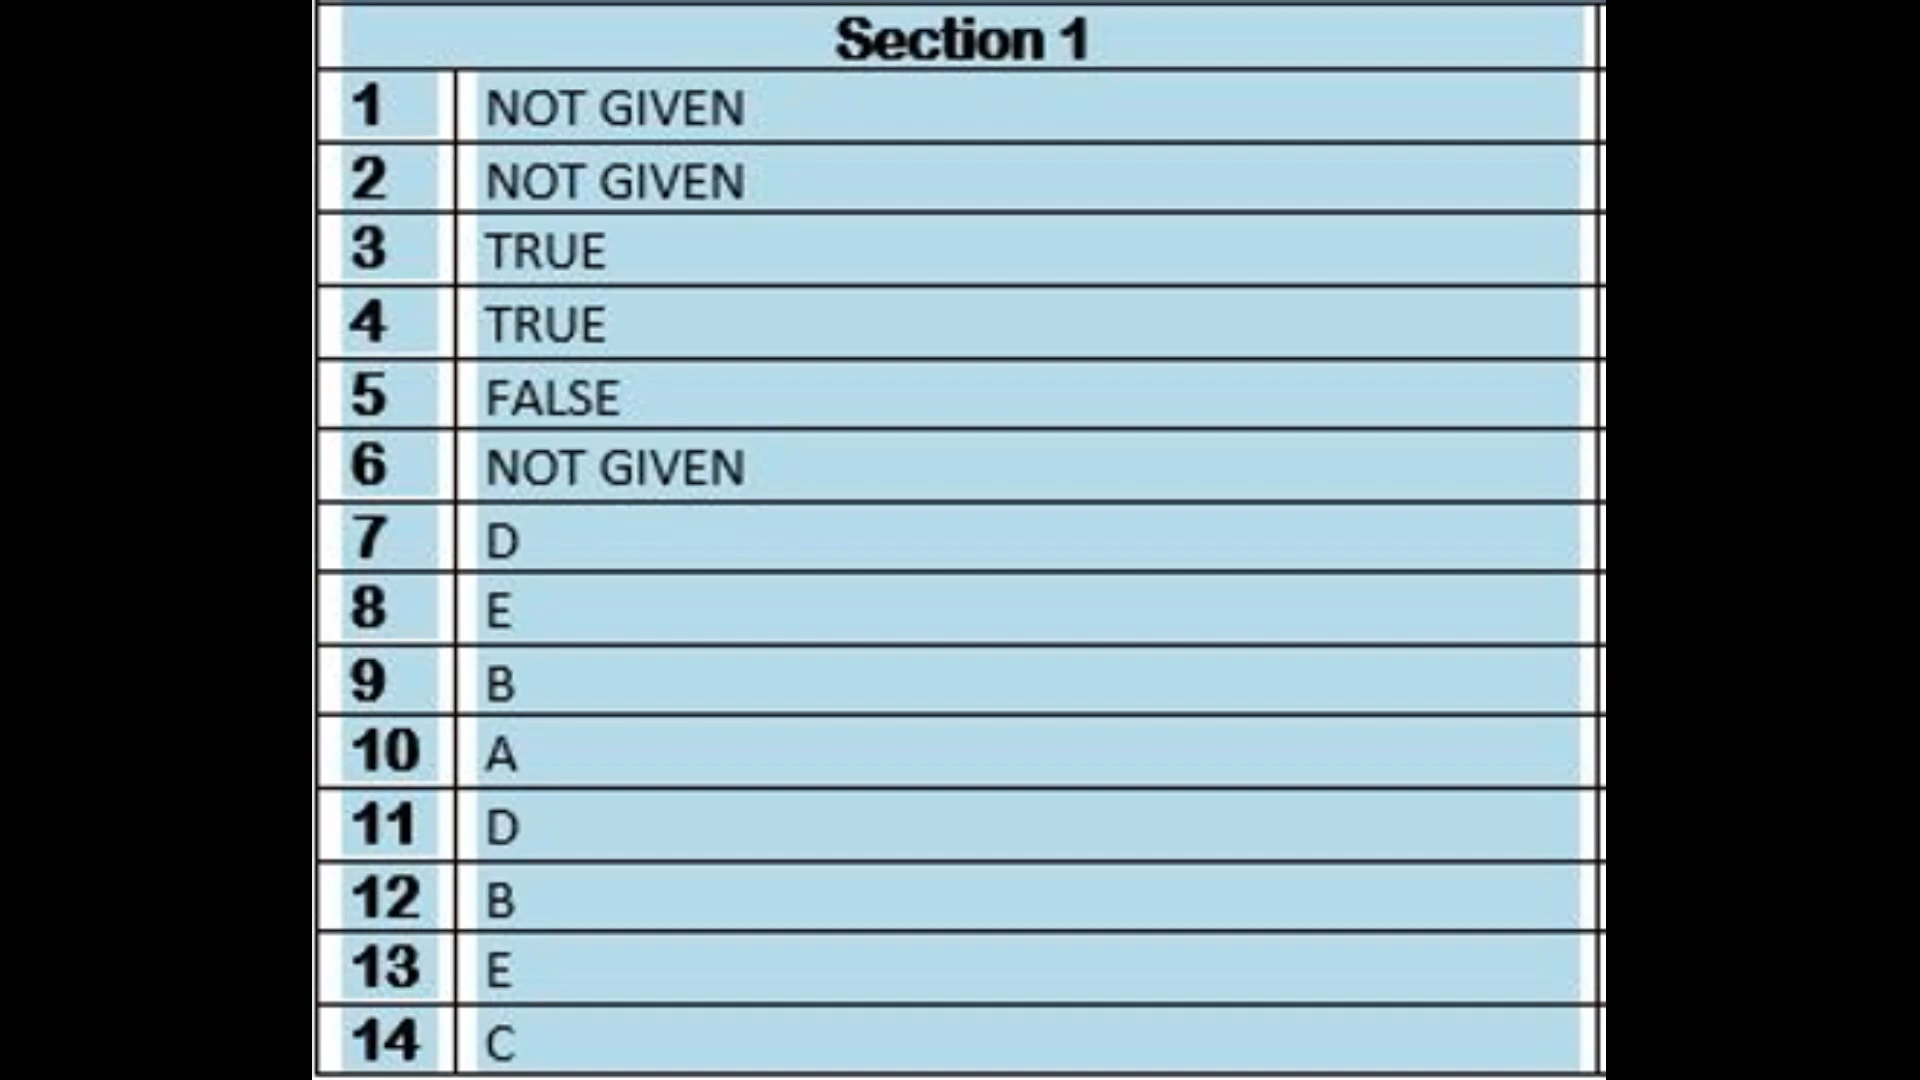 Section 1
1 NOT GIVEN
2 NOT GIVEN
3 TRUE
4 TRUE
5 FALSE
6 NOT GIVEN
7 D
8 E
9 B
10 A
11 D
12 B
13 E
14 C